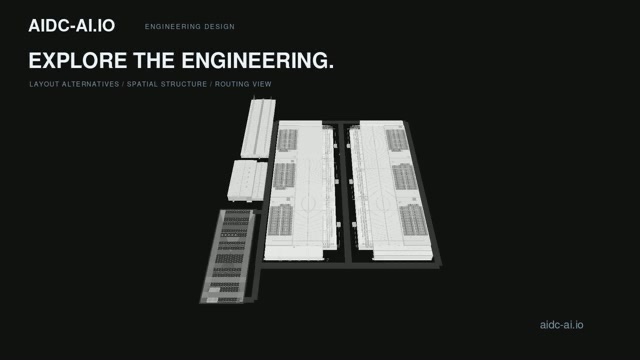 AIDC-AI.IO
ENGINEERING DESIGN
EXPLORE THE ENGINEERING.
LAYOUT ALTERNATIVES / SPATIAL STRUCTURE / ROUTING VIEW
aidc-ai.io